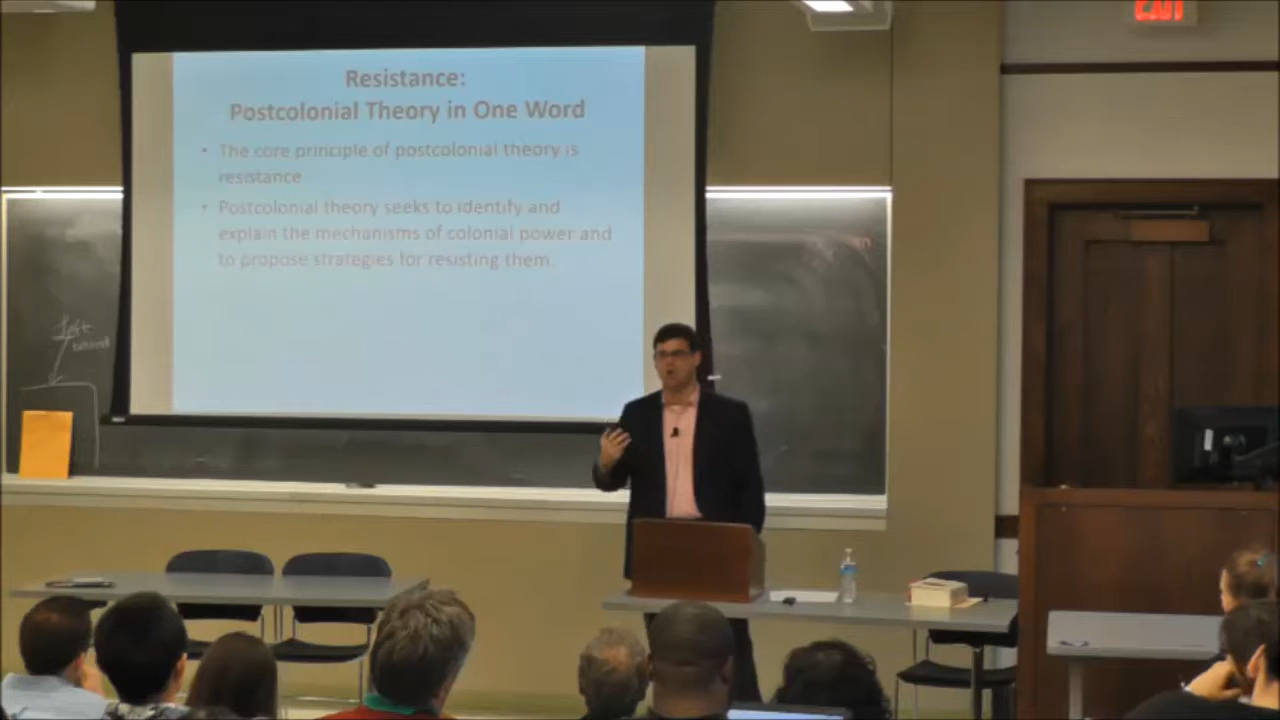 EXIT
Resistance:
Postcolonial Theory in One Word
• The core principle of postcolonial theory is
resistance
• Postcolonial theory seeks to identify and
explain the mechanisms of colonial power and
to propose strategies for resisting them.